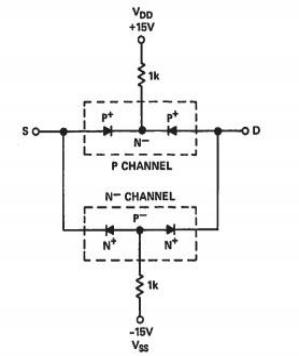 VDD
+15V
1k
P+ P+
S D
N–
P CHANNEL
N– CHANNEL
P–
N+ N+
1k
-15V
VSS